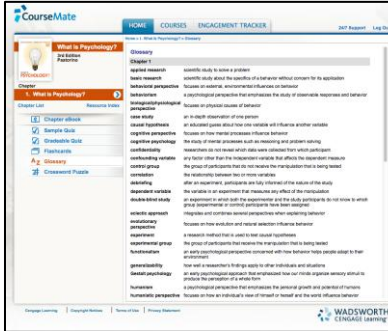 CourseMate
HOME
COURSES
ENGAGEMENT TRACKER
24/7 Support
Log Out
Home > 1. What Is Psychology? > Glossary
What is Psychology?
3rd Edition
Pastorino
Chapter
1. What is Psychology?
Chapter List
Resource Index
Chapter eBook
Sample Quiz
Gradeable Quiz
Flashcards
Glossary
Crossword Puzzle
Glossary
Chapter 1
applied research scientific study to solve a problem
basic research scientific study about the specifics of a behavior without concern for its application
behavioral perspective focuses on external, environmental influences on behavior
behaviorism a psychological perspective that emphasizes the study of observable responses and behavior
biological/physiological perspective focuses on physical causes of behavior
case study an in-depth observation of one person
causal hypothesis an educated guess about how one variable will influence another variable
cognitive perspective focuses on how mental processes influence behavior
cognitive psychology the study of mental processes such as reasoning and problem solving
confidentiality researchers do not reveal which data were collected from which participant
confounding variable any factor other than the independent variable that affects the dependent measure
control group the group of participants that do not receive the manipulation that is being tested
correlation the relationship between two or more variables
debriefing after an experiment, participants are fully informed of the nature of the study
dependent variable the variable in an experiment that measures any effect of the manipulation
double-blind study an experiment in which both the experimenter and the study participants do not know to which
group (experimental or control) participants have been assigned
eclectic approach integrates and combines several perspectives when explaining behavior
evolutionary perspective focuses on how evolution and natural selection influence behavior
experiment a research method that is used to test causal hypotheses
experimental group the group of participants that receive the manipulation that is being tested
functionalism an early psychological perspective concerned with how behavior helps people adapt to their
environment
generalizability how well a researcher's findings apply to other individuals and situations
Gestalt psychology an early psychological approach that emphasized how our minds organize sensory stimuli to
produce the perception of a whole form
humanism a psychological perspective that emphasizes the personal growth and potential of humans
humanistic perspective focuses on how an individual's view of himself or herself and the world influence behavior
Cengage Learning
Copyright Notices
Terms of Use
Privacy Statement
WADSWORTH
CENGAGE Learning